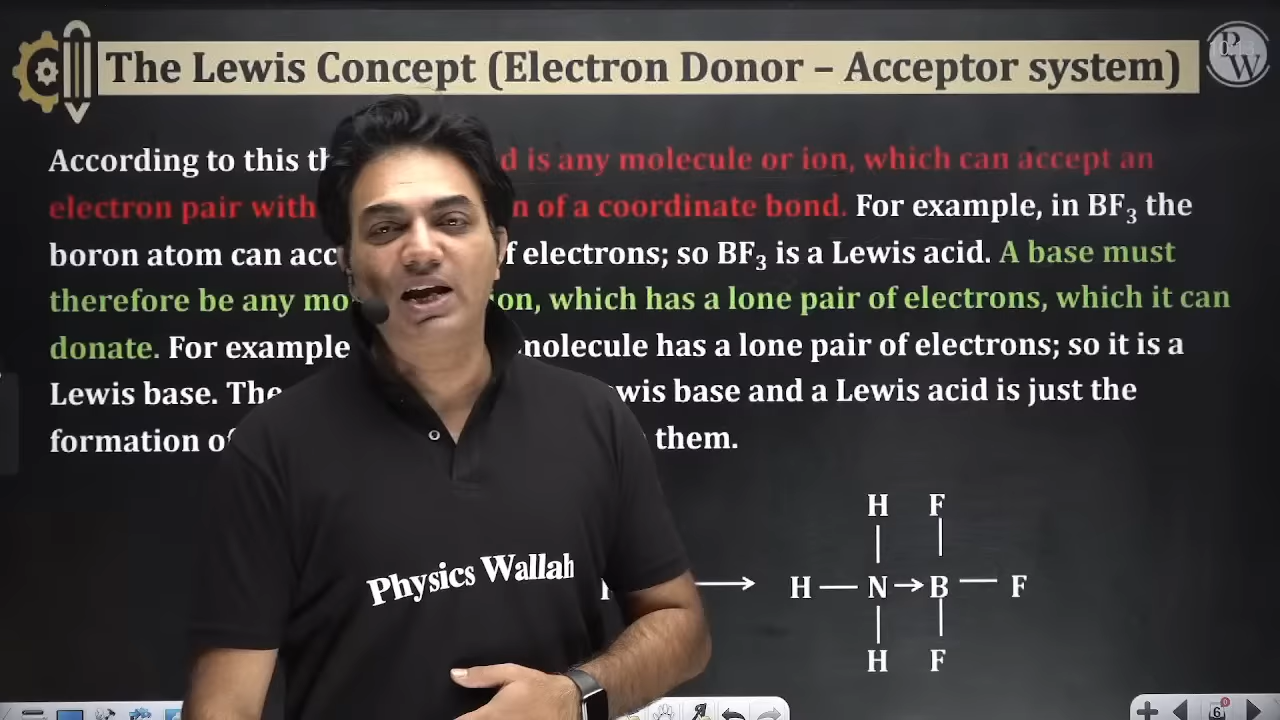 The Lewis Concept (Electron Donor – Acceptor system)
PW
According to this d is any molecule or ion, which can accept an
electron pair with n of a coordinate bond. For example, in BF₃ the
boron atom can acc f electrons; so BF₃ is a Lewis acid. A base must
therefore be any mo on, which has a lone pair of electrons, which it can
donate. For example molecule has a lone pair of electrons; so it is a
Lewis base. The wis base and a Lewis acid is just the
formation of them.
H F
H — N → B — F
H F
Physics Wallah
6